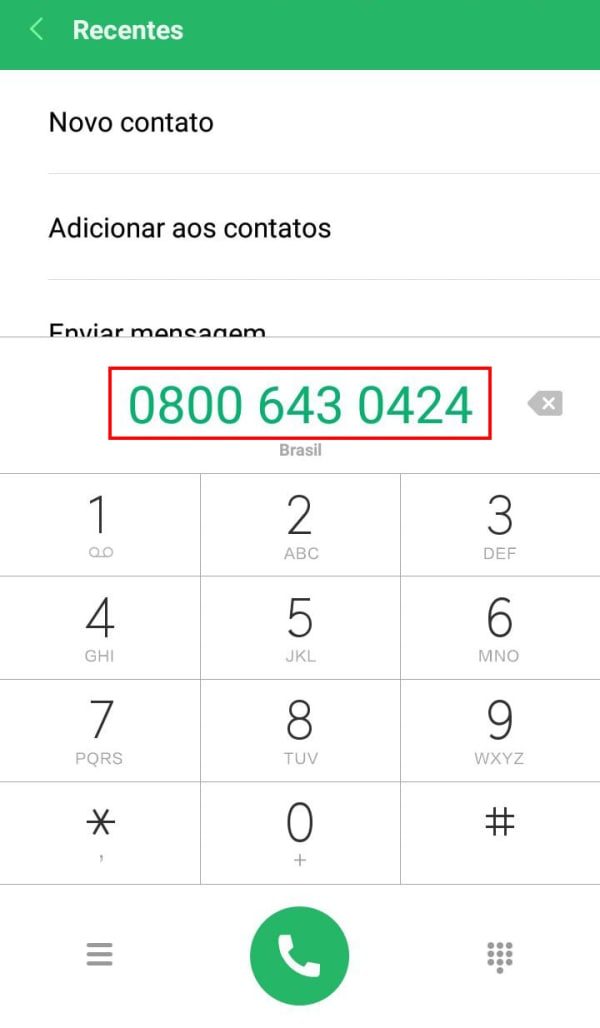 Recentes
Novo contato
Adicionar aos contatos
Enviar mensagem
0800 643 0424
Brasil
1 2 3
ABC DEF
4 5 6
GHI JKL MNO
7 8 9
PQRS TUV WXYZ
* 0 #
, +